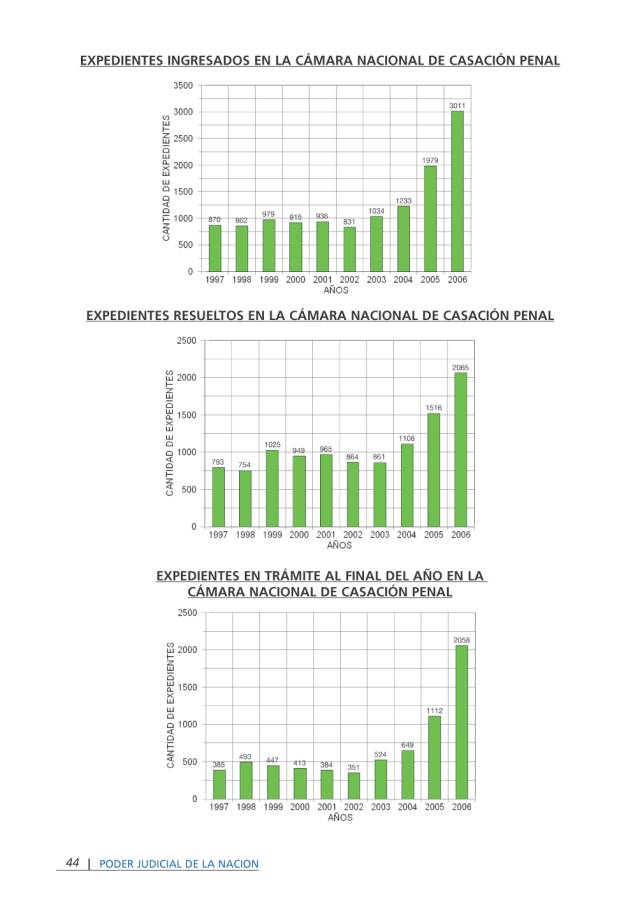 EXPEDIENTES INGRESADOS EN LA CÁMARA NACIONAL DE CASACIÓN PENAL
CANTIDAD DE EXPEDIENTES
3500
3000
2500
2000
1500
1000
500
0
870 862 979 915 936 831 1034 1233 1979 3011
1997 1998 1999 2000 2001 2002 2003 2004 2005 2006
AÑOS
EXPEDIENTES RESUELTOS EN LA CÁMARA NACIONAL DE CASACIÓN PENAL
CANTIDAD DE EXPEDIENTES
2500
2000
1500
1000
500
0
793 754 1025 949 965 864 861 1108 1516 2065
1997 1998 1999 2000 2001 2002 2003 2004 2005 2006
AÑOS
EXPEDIENTES EN TRÁMITE AL FINAL DEL AÑO EN LA
CÁMARA NACIONAL DE CASACIÓN PENAL
CANTIDAD DE EXPEDIENTES
2500
2000
1500
1000
500
0
385 493 447 413 384 351 524 649 1112 2058
1997 1998 1999 2000 2001 2002 2003 2004 2005 2006
AÑOS
44 | PODER JUDICIAL DE LA NACION